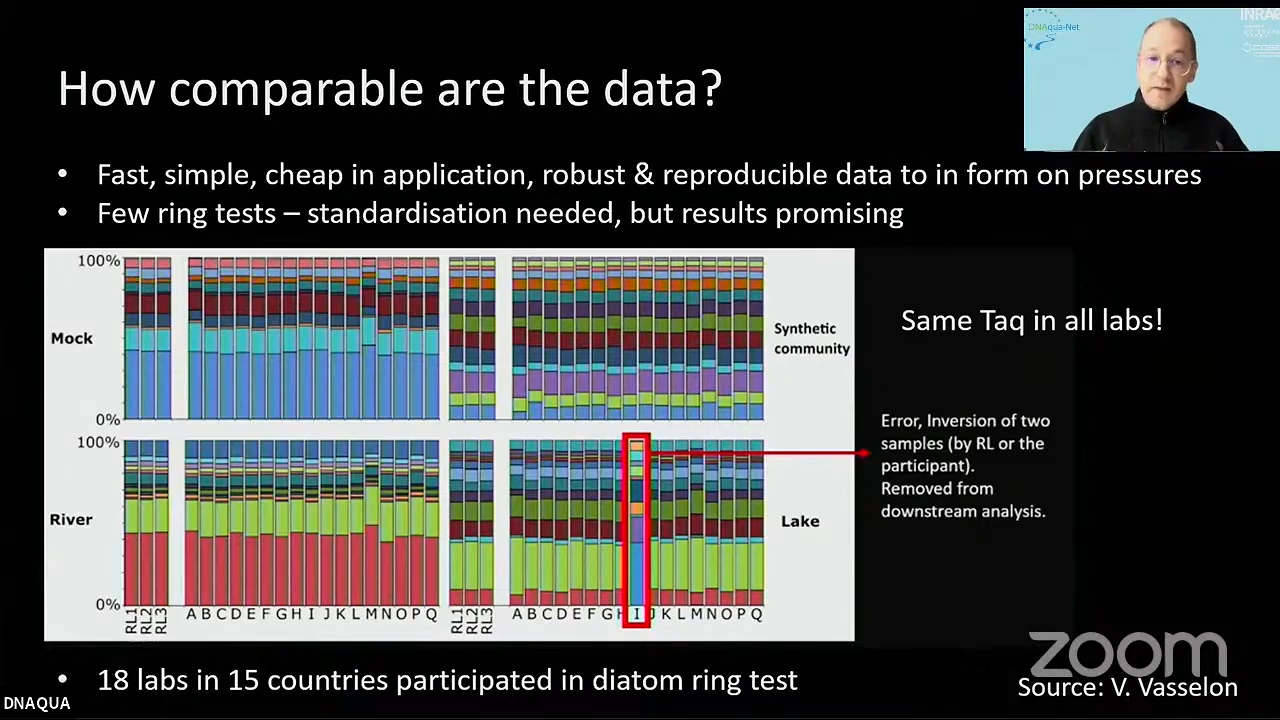 DNAqua-Net
How comparable are the data?
• Fast, simple, cheap in application, robust & reproducible data to in form on pressures
• Few ring tests – standardisation needed, but results promising
100%
Mock
0%
Synthetic
community
Same Taq in all labs!
100%
River
0%
Lake
Error, Inversion of two
samples (by RL or the
participant).
Removed from
downstream analysis.
RL1 RL2 RL3 A B C D E F G H I J K L M N O P Q
RL1 RL2 RL3 A B C D E F G H I J K L M N O P Q
• 18 labs in 15 countries participated in diatom ring test
zoom
Source: V. Vasselon
DNAQUA